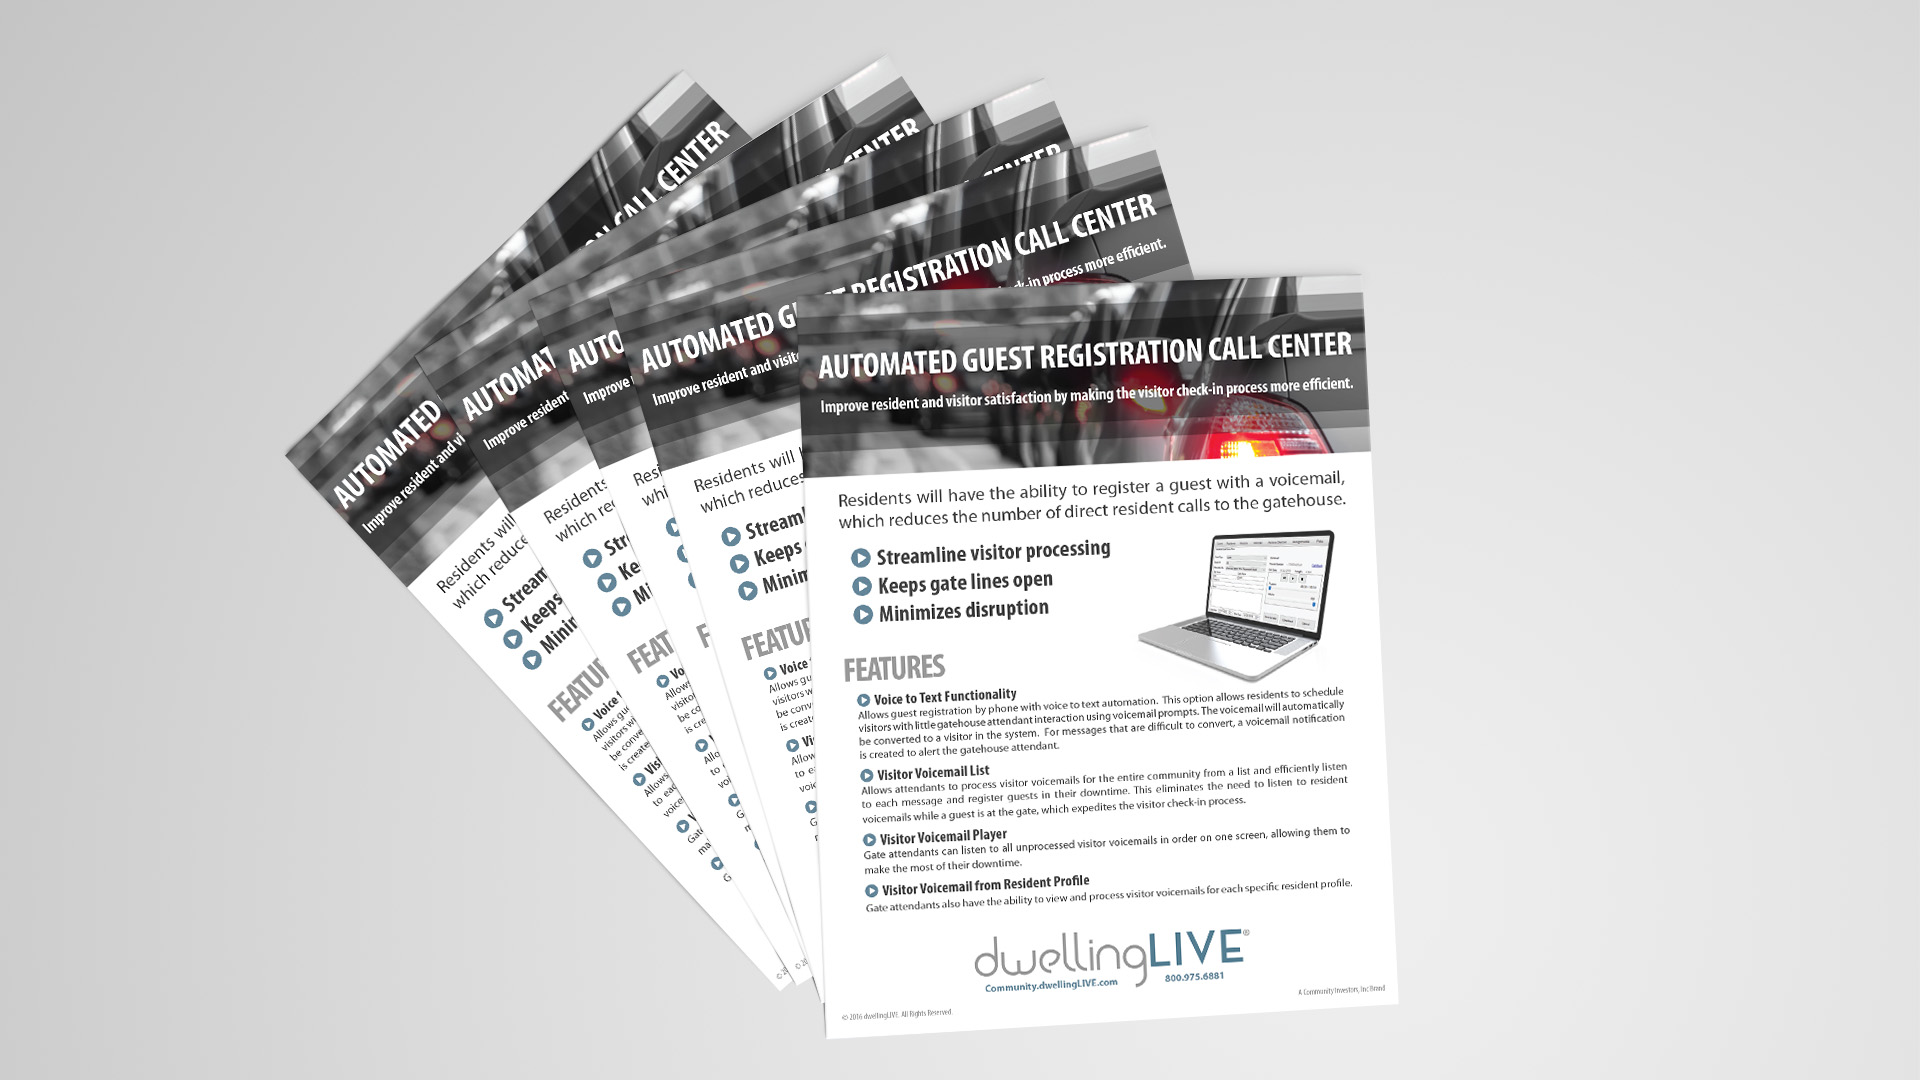 AUTOMATED GUEST REGISTRATION CALL CENTER
Improve resident and visitor satisfaction by making the visitor check-in process more efficient.
Residents will have the ability to register a guest with a voicemail,
which reduces the number of direct resident calls to the gatehouse.
Streamline visitor processing
Keeps gate lines open
Minimizes disruption
FEATURES
Voice to Text Functionality
Allows guest registration by phone with voice to text automation. This option allows residents to schedule
visitors with little gatehouse attendant interaction using voicemail prompts. The voicemail will automatically
be converted to a visitor in the system. For messages that are difficult to convert, a voicemail notification
is created to alert the gatehouse attendant.
Visitor Voicemail List
Allows attendants to process visitor voicemails for the entire community from a list and efficiently listen
to each message and register guests in their downtime. This eliminates the need to listen to resident
voicemails while a guest is at the gate, which expedites the visitor check-in process.
Visitor Voicemail Player
Gate attendants can listen to all unprocessed visitor voicemails in order on one screen, allowing them to
make the most of their downtime.
Visitor Voicemail from Resident Profile
Gate attendants also have the ability to view and process visitor voicemails for each specific resident profile.
dwellingLIVE®
Community.dwellingLIVE.com 800.975.6881
A Community Investors, Inc Brand
© 2016 dwellingLIVE. All Rights Reserved.